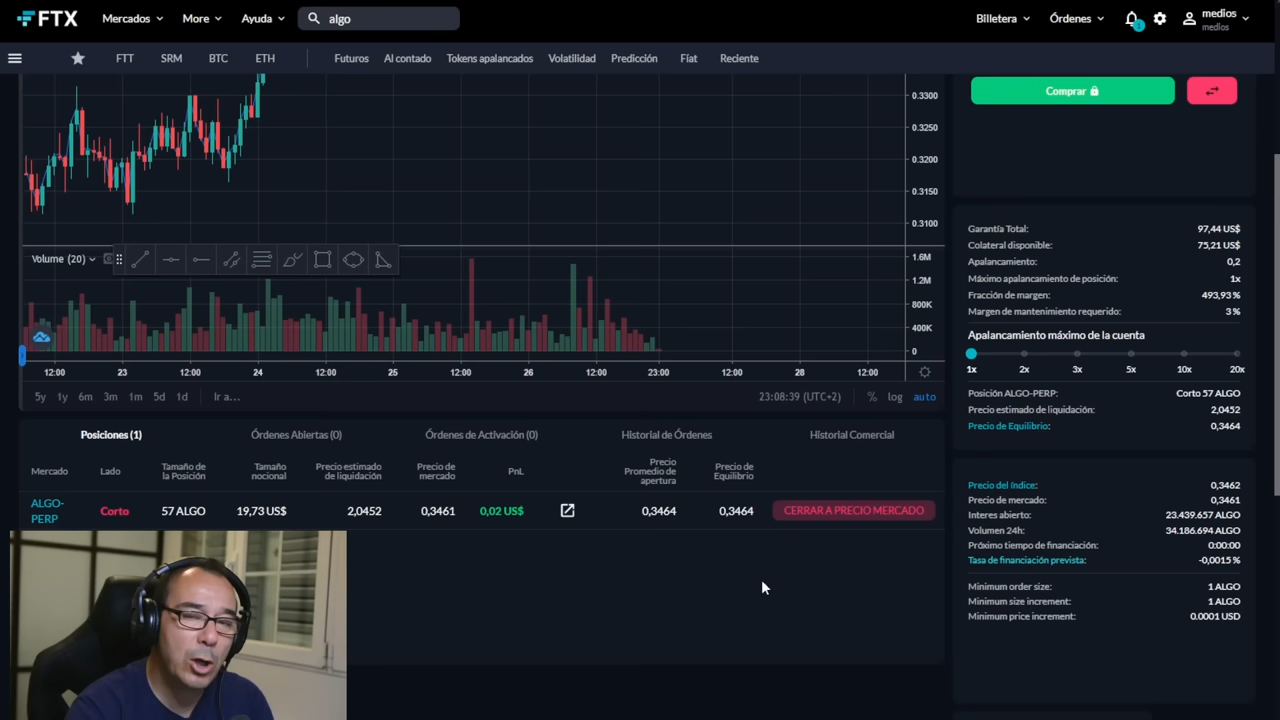 FTX Mercados More Ayuda algo Billetera Órdenes 1 medios
medios
FTT SRM BTC ETH Futuros Al contado Tokens apalancados Volatilidad Predicción Fiat Reciente
0.3300
0.3250
0.3200
0.3150
0.3100
Volume (20)
1.6M
1.2M
800K
400K
0
12:00 23 12:00 24 12:00 25 12:00 26 12:00 23:00 28 12:00
5y 1y 6m 3m 1m 5d 1d Ir a... 23:08:39 (UTC+2) % log auto
Comprar
Garantía Total: 97,44 US$
Colateral disponible: 75,21 US$
Apalancamiento: 0,2
Máximo apalancamiento de posición: 1x
Fracción de margen: 493,93 %
Margen de mantenimiento requerido: 3 %
Apalancamiento máximo de la cuenta
1x 2x 3x 5x 10x 20x
Posición ALGO-PERP: Corto 57 ALGO
Precio estimado de liquidación: 2,0452
Precio de Equilibrio: 0,3464
Precio del índice: 0,3462
Precio de mercado: 0,3461
Interes abierto: 23.439.657 ALGO
Volumen 24h: 34.186.694 ALGO
Próximo tiempo de financiación: 0:00:00
Tasa de financiación prevista: -0,0015 %
Minimum order size: 1 ALGO
Minimum size increment: 1 ALGO
Minimum price increment: 0.0001 USD
Posiciones (1) Órdenes Abiertas (0) Órdenes de Activación (0) Historial de Órdenes Historial Comercial
Mercado Lado Tamaño de la Posición Tamaño nocional Precio estimado de liquidación Precio de mercado PnL Precio Promedio de apertura Precio de Equilibrio
ALGO-PERP Corto 57 ALGO 19,73 US$ 2,0452 0,3461 0,02 US$ 0,3464 0,3464 CERRAR A PRECIO MERCADO